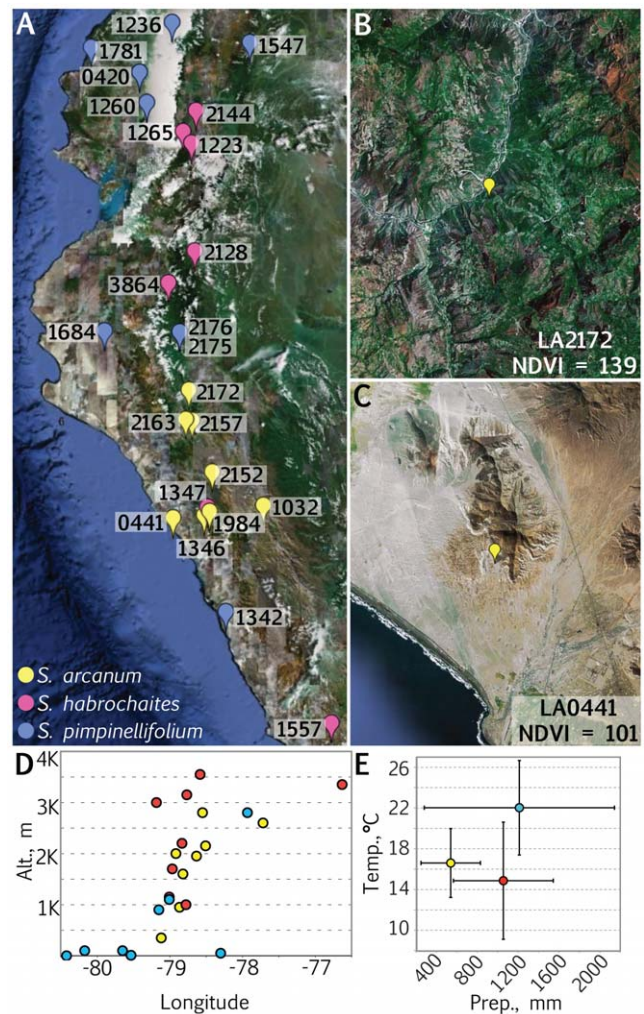 A
1236
1781
1547
0420
1260
2144
1265
1223
2128
3864
1684
2176
2175
2172
2163
2157
2152
1347
1032
0441
1984
1346
1342
S. arcanum
S. habrochaites
S. pimpinellifolium
1557
B
LA2172
NDVI = 139
C
LA0441
NDVI = 101
D
4K
3K
2K
1K
Alt., m
-80
-79
-78
-77
Longitude
E
26
22
18
14
10
Temp.,°C
400
800
1200
1600
2000
Prep., mm